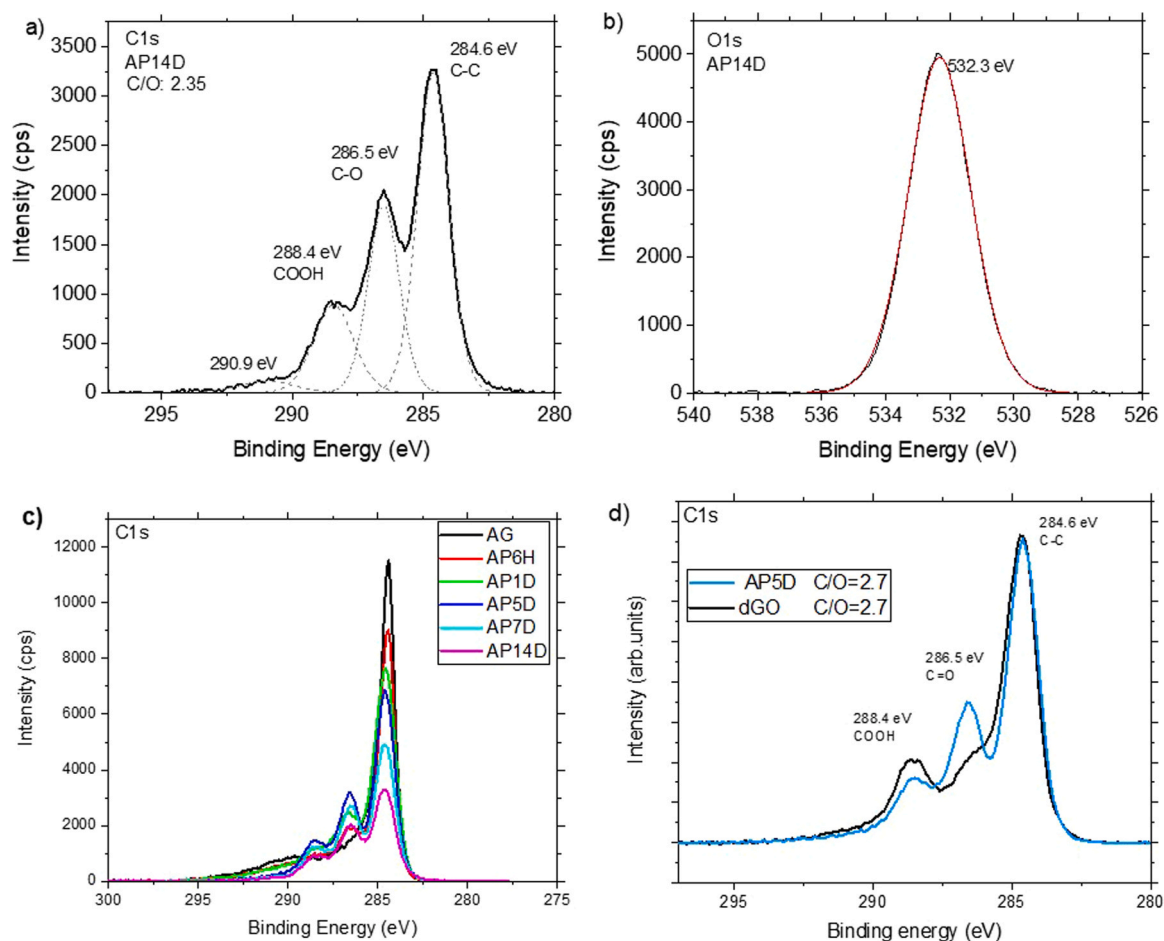 a)
C1s
AP14D
C/O: 2.35
284.6 eV
C-C
286.5 eV
C-O
288.4 eV
COOH
290.9 eV
3500
3000
2500
2000
1500
1000
500
0
Intensity (cps)
295
290
285
280
Binding Energy (eV)
b)
O1s
AP14D
532.3 eV
5000
4000
3000
2000
1000
0
Intensity (cps)
540
538
536
534
532
530
528
526
Binding Energy (eV)
c)
C1s
AG
AP6H
AP1D
AP5D
AP7D
AP14D
12000
10000
8000
6000
4000
2000
0
Intensity (cps)
300
295
290
285
280
275
Binding Energy (eV)
d)
C1s
284.6 eV
C-C
AP5D C/O=2.7
dGO C/O=2.7
286.5 eV
C=O
288.4 eV
COOH
Intensity (arb.units)
295
290
285
280
Binding energy (eV)